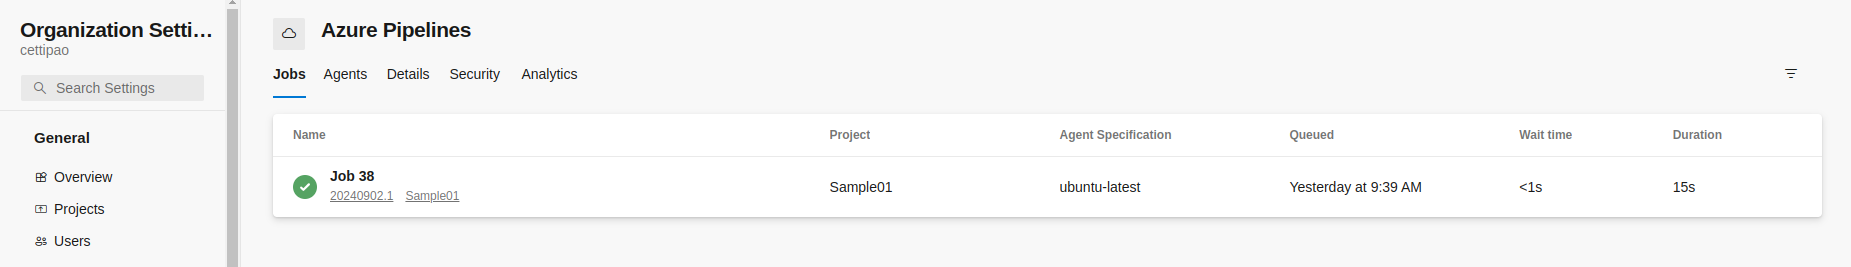 Organization Setti...
cettipao
Search Settings
General
Overview
Projects
Users
Azure Pipelines
Jobs Agents Details Security Analytics
Name Project Agent Specification Queued Wait time Duration
Job 38
20240902.1 Sample01
Sample01 ubuntu-latest Yesterday at 9:39 AM <1s 15s